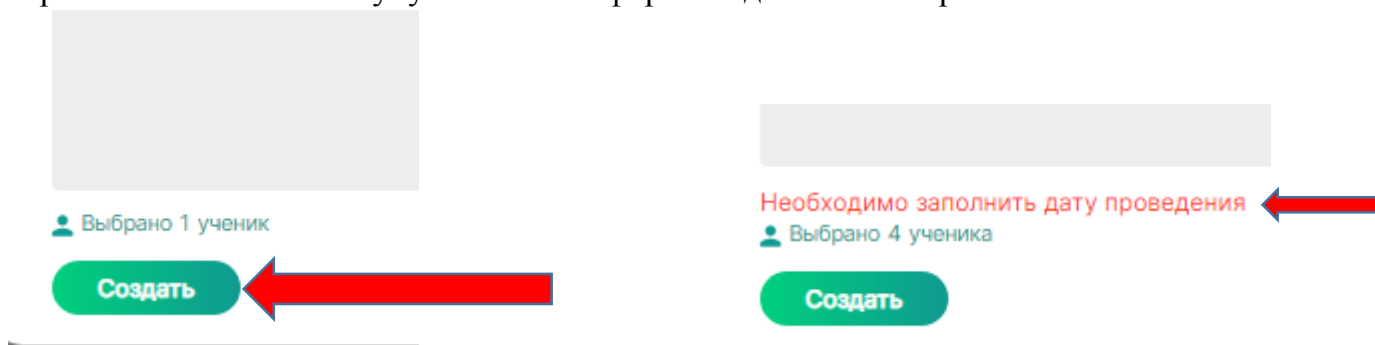 Выбрано 1 ученик
Создать
Необходимо заполнить дату проведения
Выбрано 4 ученика
Создать